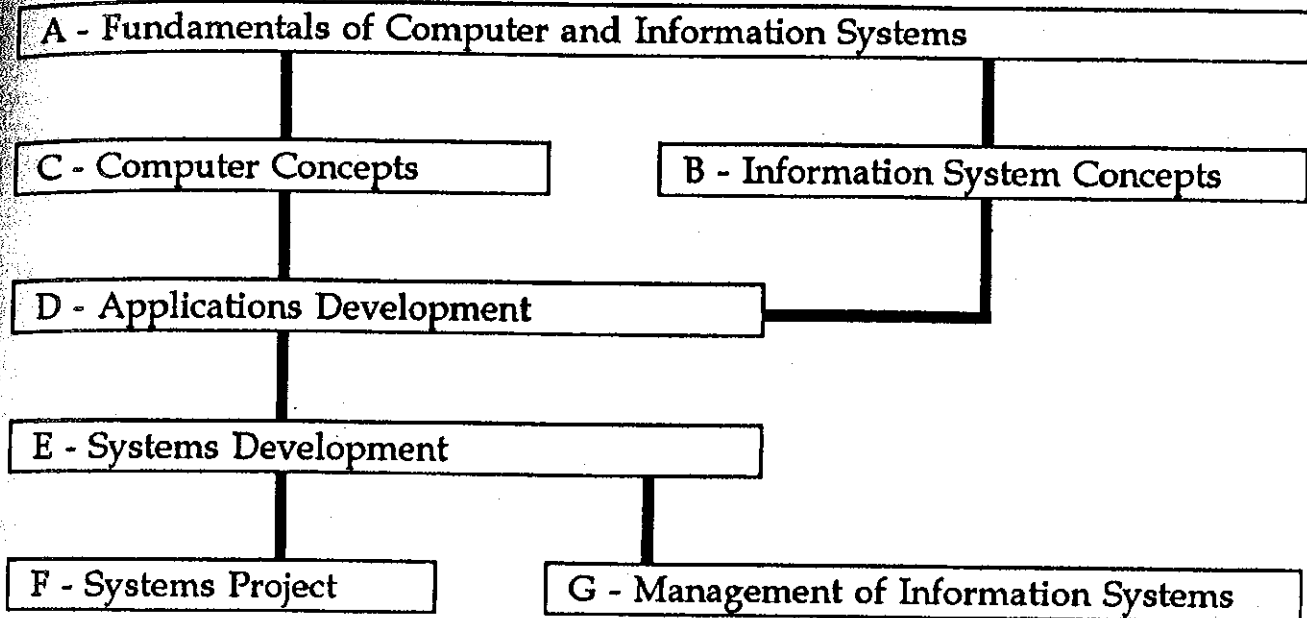 A - Fundamentals of Computer and Information Systems
C - Computer Concepts
B - Information System Concepts
D - Applications Development
E - Systems Development
F - Systems Project
G - Management of Information Systems